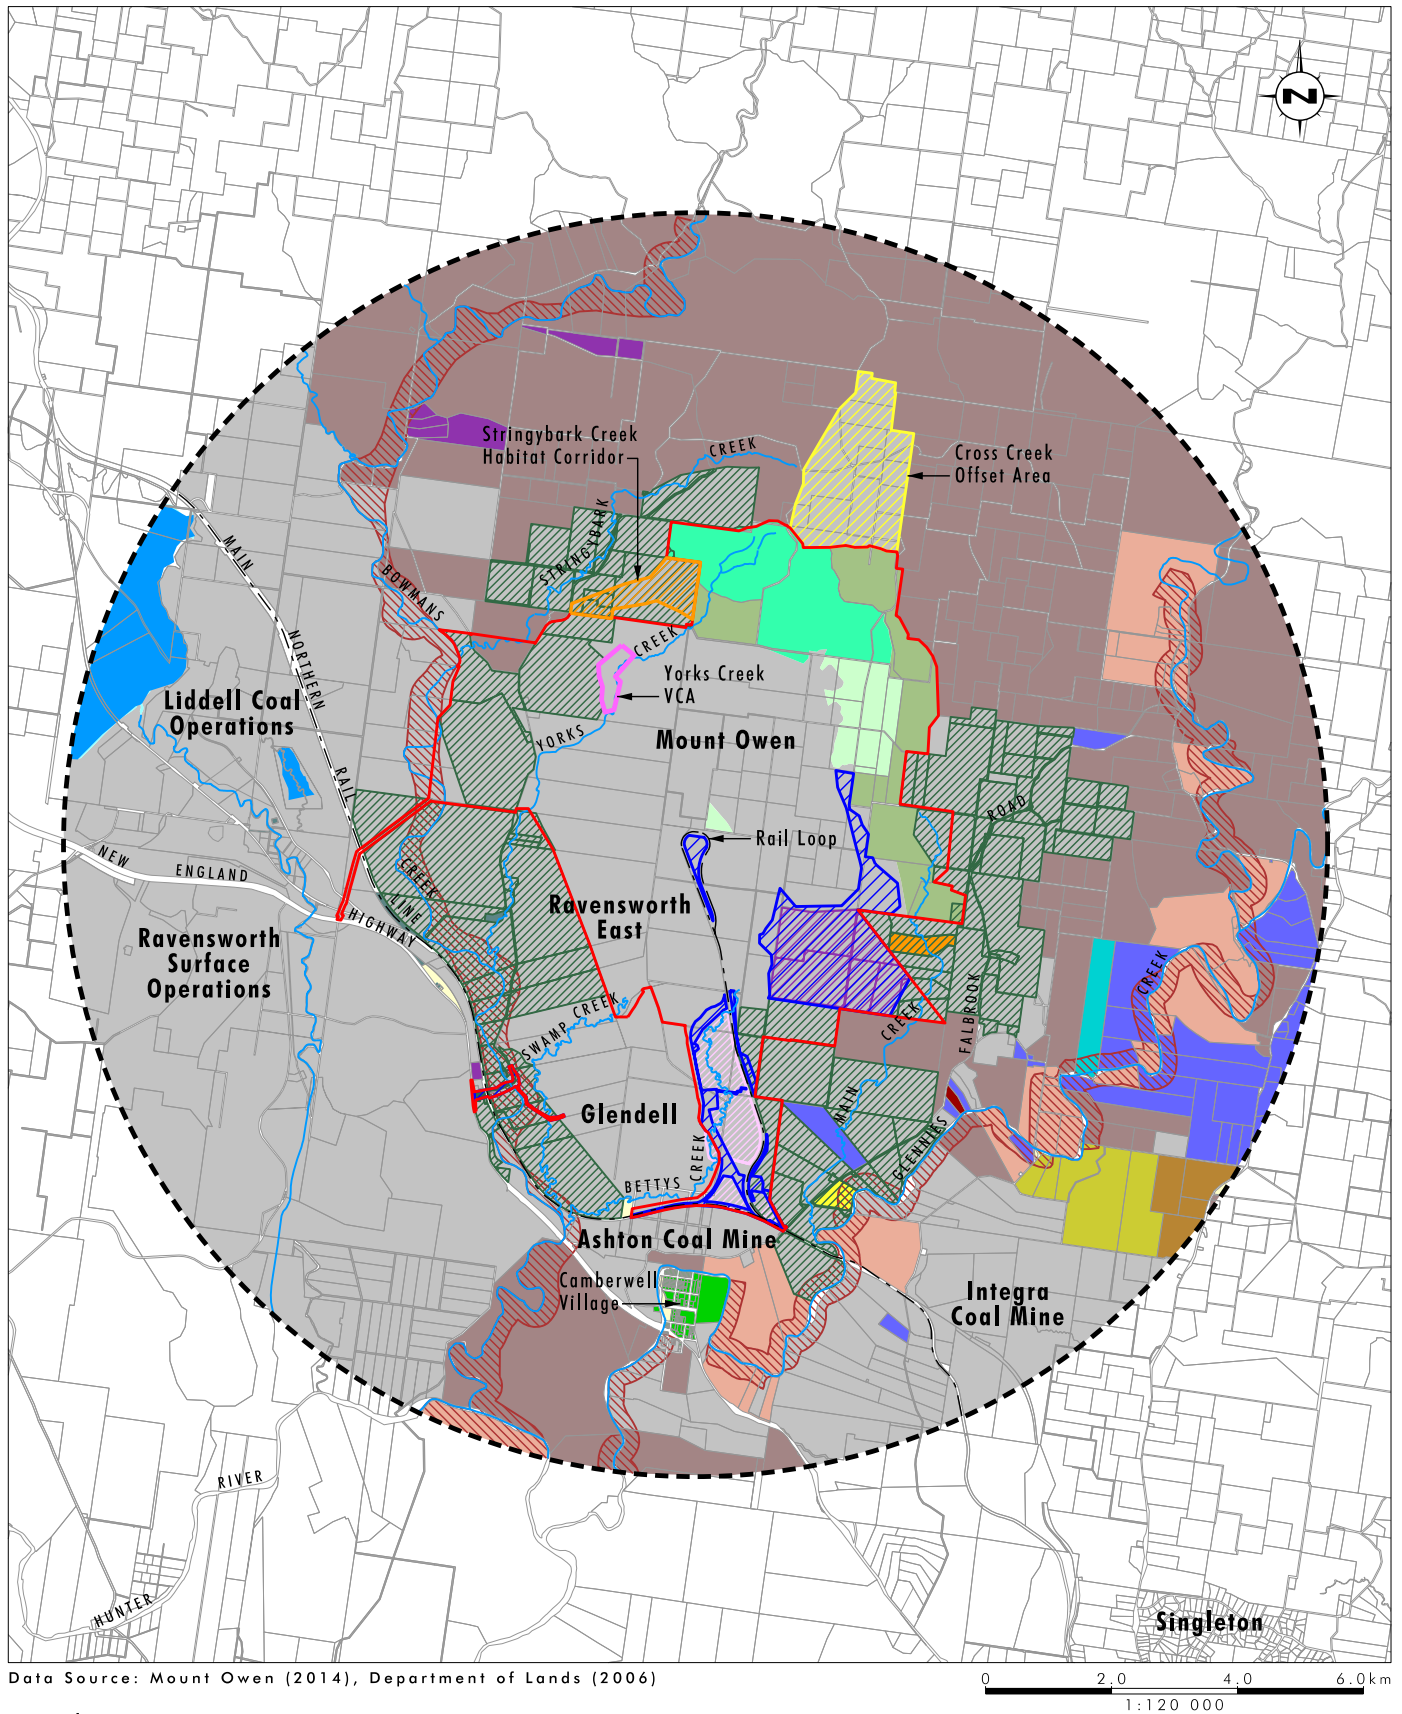 N
Stringybark Creek
Habitat Corridor
CREEK
Cross Creek
Offset Area
STRINGYBARK
MAIN
BOWMANS
NORTHERN
CREEK
Yorks Creek
VCA
Liddell Coal
Operations
YORKS
Mount Owen
RAIL
ROAD
Rail Loop
NEW
ENGLAND
CREEK
LINE
HIGHWAY
Ravensworth
East
Ravensworth
Surface
Operations
CREEK
SWAMP CREEK
CREEK
FALBROOK
Glendell
MAIN
GLENNIES
CREEK
BETTYS
Ashton Coal Mine
Camberwell
Village
Integra
Coal Mine
RIVER
HUNTER
Singleton
Data Source: Mount Owen (2014), Department of Lands (2006)
0 2.0 4.0 6.0km
1:120 000